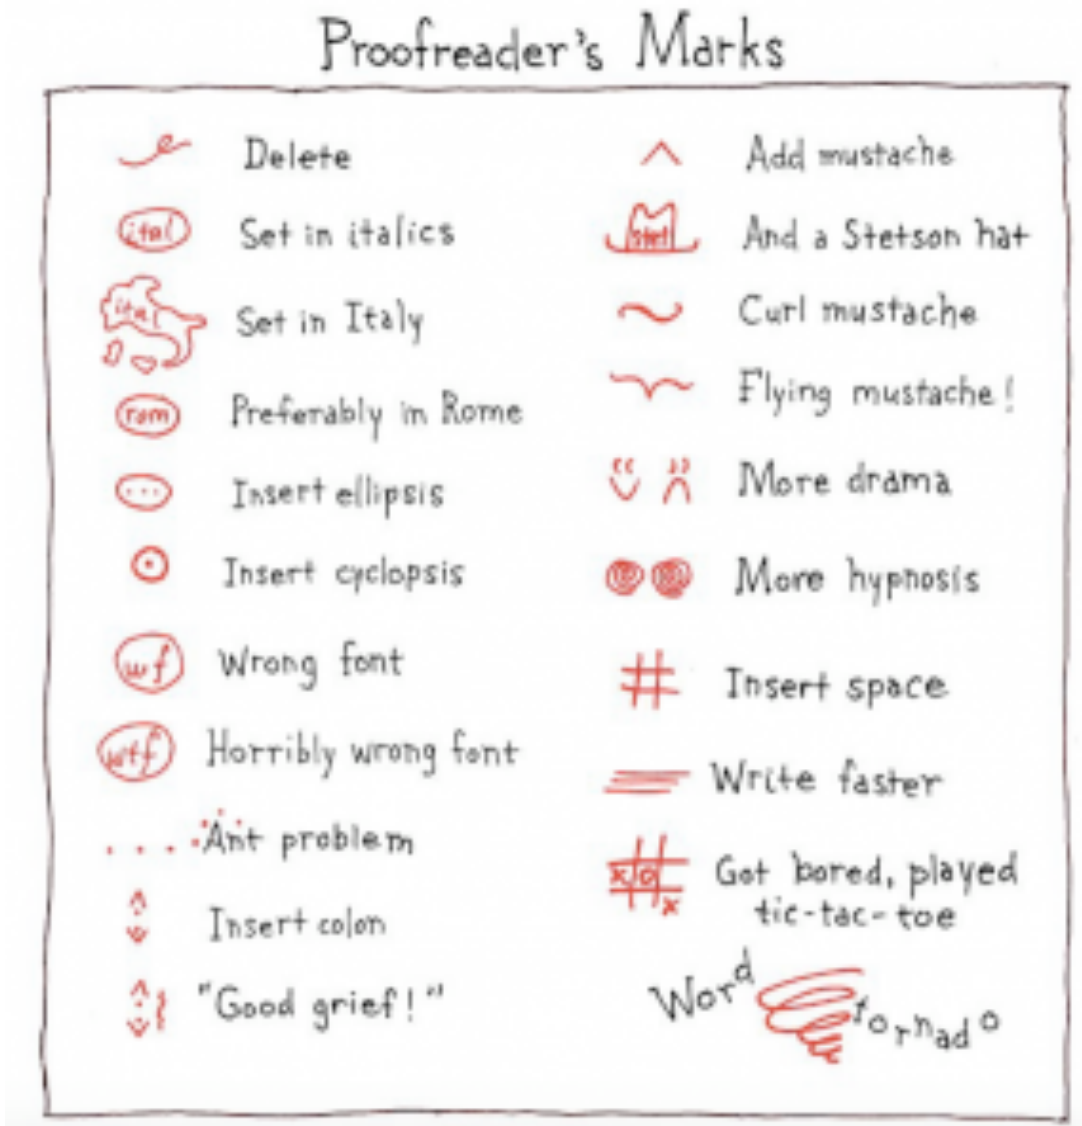 Proofreader's Marks
Delete
ital Set in italics
ital Set in Italy
rom Preferably in Rome
Insert ellipsis
Insert cyclopsis
wf Wrong font
wtf Horribly wrong font
Ant problem
Insert colon
"Good grief!"
Add mustache
stet And a Stetson hat
Curl mustache
Flying mustache!
More drama
More hypnosis
# Insert space
Write faster
x o Got bored, played
x tic-tac-toe
Word tornado